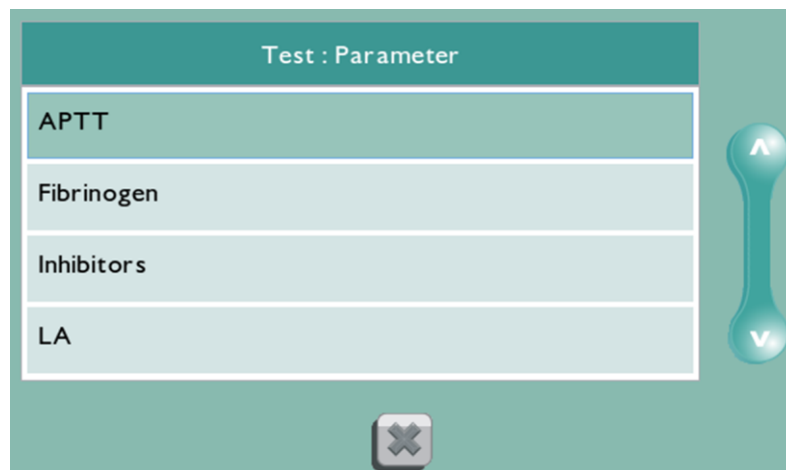 Test : Parameter
APTT
Fibrinogen
Inhibitors
LA